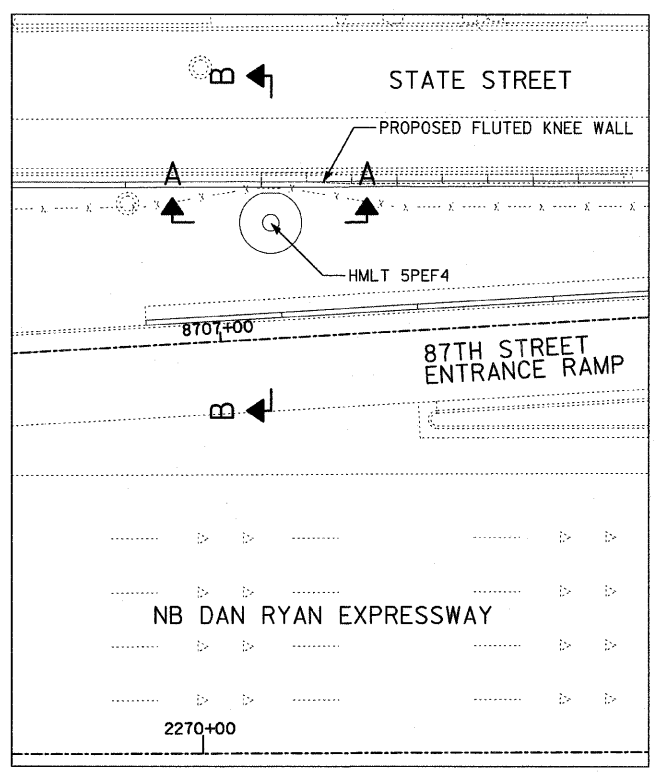 B
STATE STREET
PROPOSED FLUTED KNEE WALL
A A
HMLT 5PEF4
8707+00
87TH STREET
ENTRANCE RAMP
B
NB DAN RYAN EXPRESSWAY
2270+00